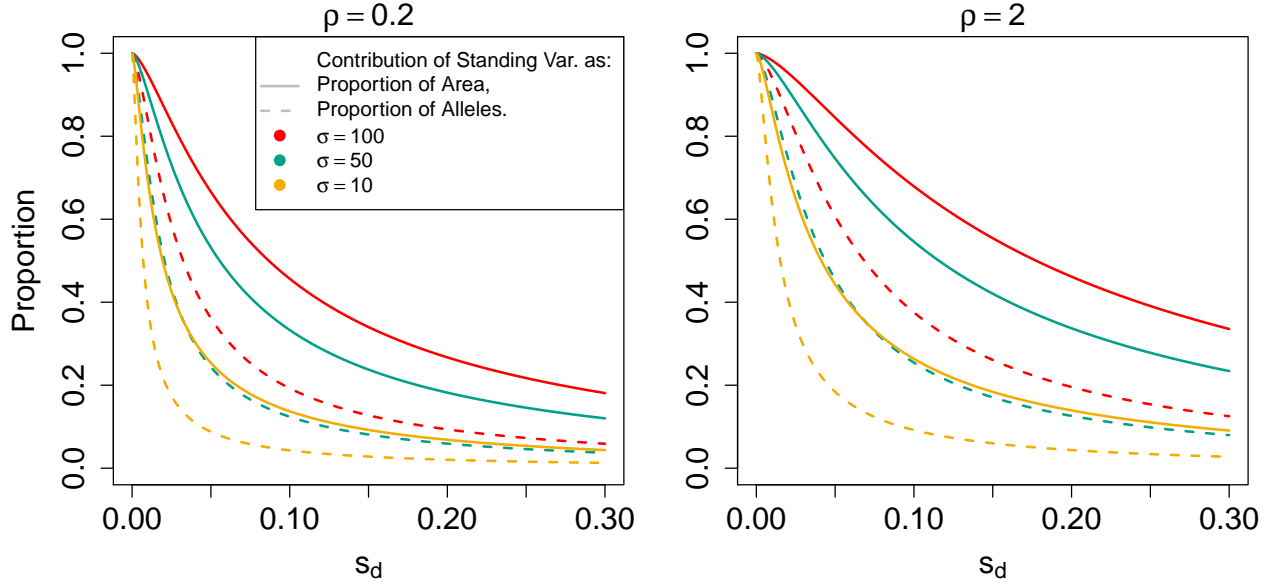 ρ = 0.2
Contribution of Standing Var. as:
Proportion of Area,
Proportion of Alleles.
σ = 100
σ = 50
σ = 10
Proportion
0.0
0.2
0.4
0.6
0.8
1.0
0.00
0.10
0.20
0.30
s_d
ρ = 2
0.0
0.2
0.4
0.6
0.8
1.0
0.00
0.10
0.20
0.30
s_d